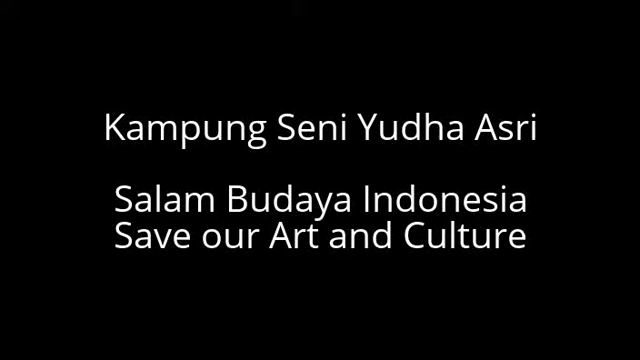 Kampung Seni Yudha Asri
Salam Budaya Indonesia
Save our Art and Culture